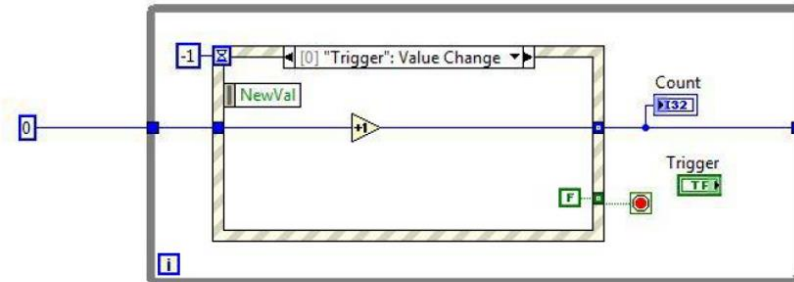 -1
[0] "Trigger": Value Change
NewVal
Count
I32
0
+1
Trigger
TF
F
i